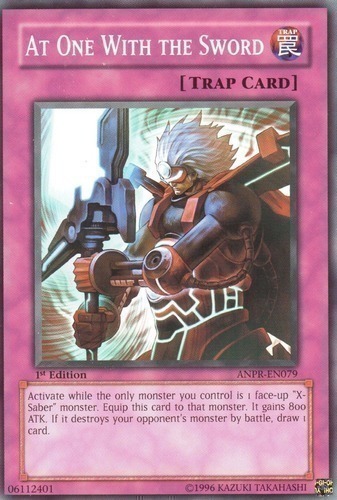 At One With the Sword
TRAP
罠
[Trap Card]
1st Edition
ANPR-EN079
Activate while the only monster you control is 1 face-up "X-
Saber" monster. Equip this card to that monster. It gains 800
ATK. If it destroys your opponent's monster by battle, draw 1
card.
06112401
©1996 KAZUKI TAKAHASHI